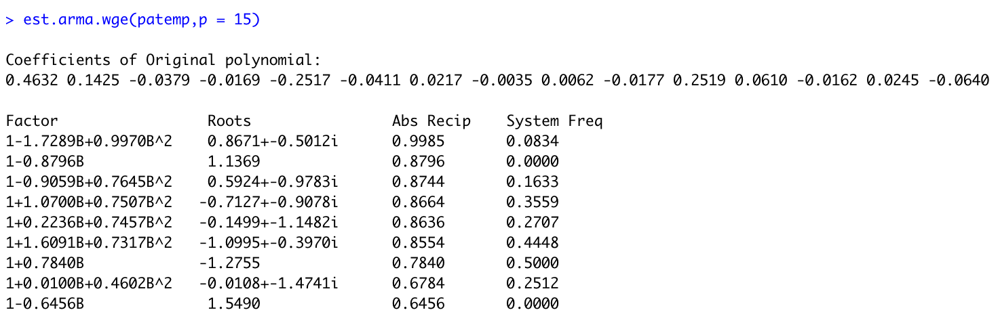 > est.arma.wge(patemp,p = 15)
Coefficients of Original polynomial:
0.4632 0.1425 -0.0379 -0.0169 -0.2517 -0.0411 0.0217 -0.0035 0.0062 -0.0177 0.2519 0.0610 -0.0162 0.0245 -0.0640
Factor Roots Abs Recip System Freq
1-1.7289B+0.9970B^2 0.8671+-0.5012i 0.9985 0.0834
1-0.8796B 1.1369 0.8796 0.0000
1-0.9059B+0.7645B^2 0.5924+-0.9783i 0.8744 0.1633
1+1.0700B+0.7507B^2 -0.7127+-0.9078i 0.8664 0.3559
1+0.2236B+0.7457B^2 -0.1499+-1.1482i 0.8636 0.2707
1+1.6091B+0.7317B^2 -1.0995+-0.3970i 0.8554 0.4448
1+0.7840B -1.2755 0.7840 0.5000
1+0.0100B+0.4602B^2 -0.0108+-1.4741i 0.6784 0.2512
1-0.6456B 1.5490 0.6456 0.0000